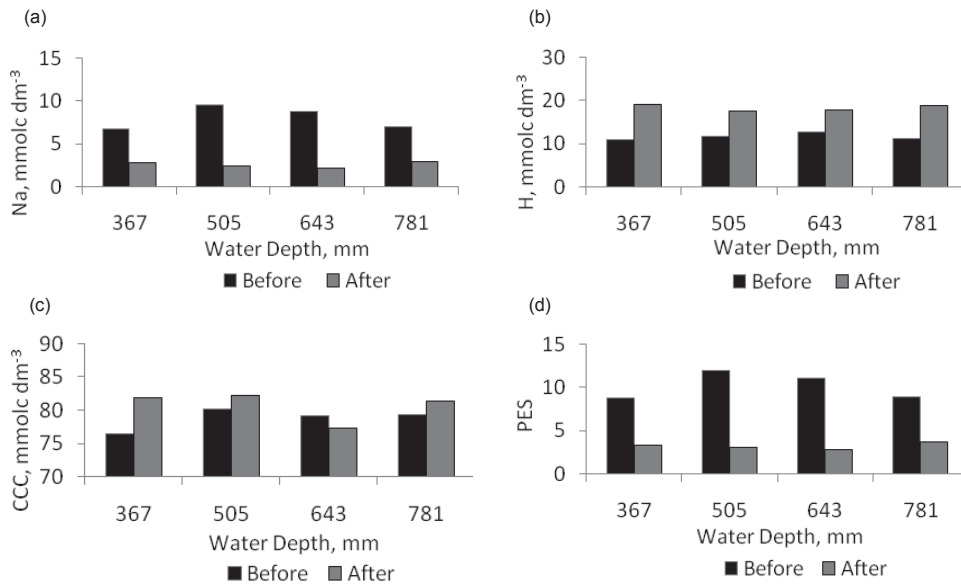 (a)
Na, mmolc dm⁻³
15
10
5
0
367 505 643 781
Water Depth, mm
Before After
(b)
H, mmolc dm⁻³
30
20
10
0
367 505 643 781
Water Depth, mm
Before After
(c)
CCC, mmolc dm⁻³
90
85
80
75
70
367 505 643 781
Water Depth, mm
Before After
(d)
PES
15
10
5
0
367 505 643 781
Water Depth, mm
Before After